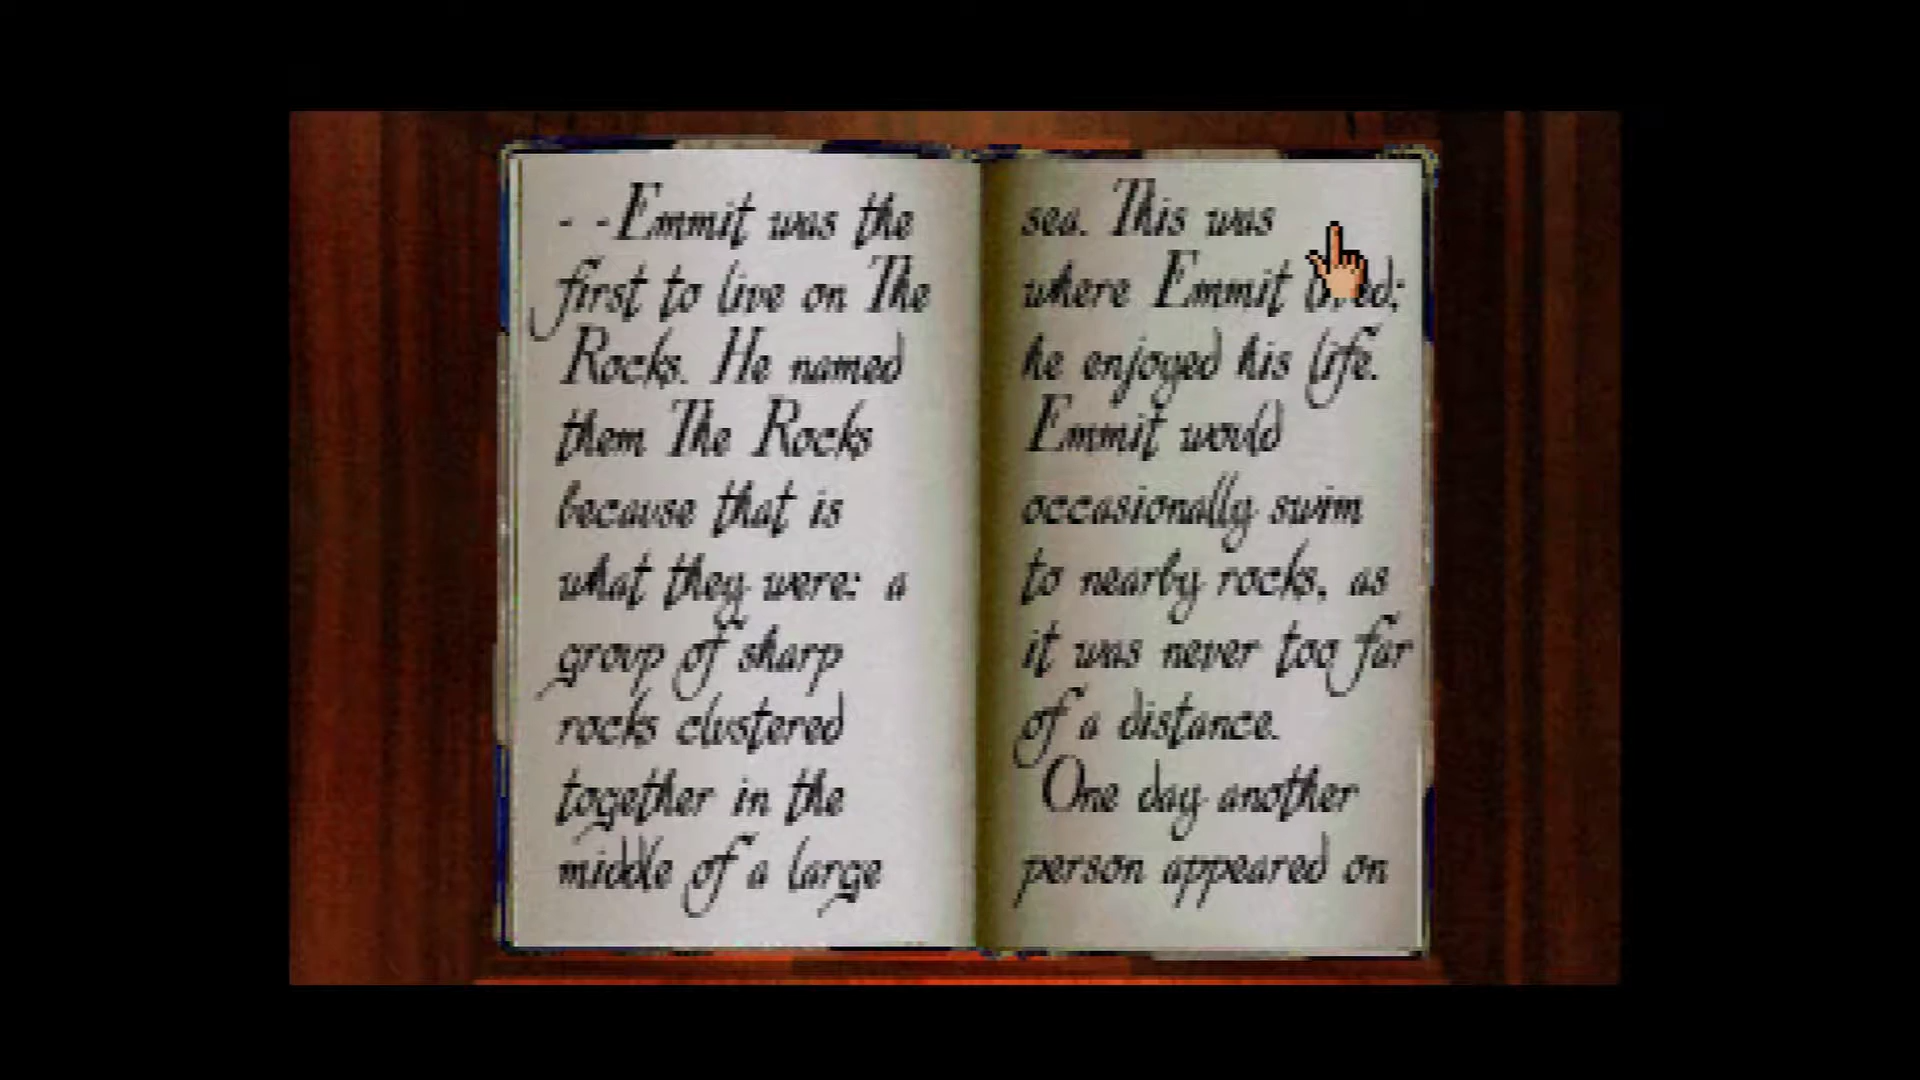 - -Emmit was the
first to live on The
Rocks. He named
them The Rocks
because that is
what they were: a
group of sharp
rocks clustered
together in the
middle of a large
sea. This was
where Emmit lived;
he enjoyed his life.
Emmit would
occasionally swim
to nearby rocks, as
it was never too far
of a distance.
One day another
person appeared on